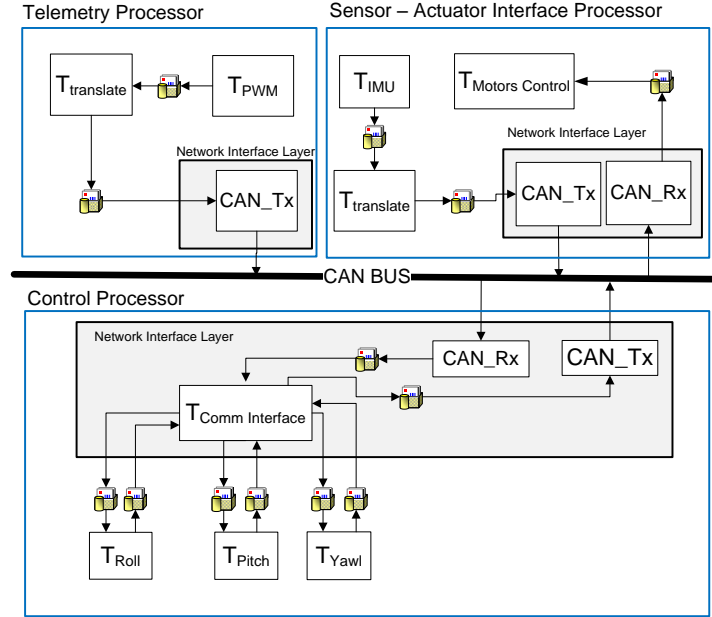 Telemetry Processor
Sensor – Actuator Interface Processor
Ttranslate
TPWM
TIMU
TMotors Control
Network Interface Layer
Network Interface Layer
CAN_Tx
Ttranslate
CAN_Tx
CAN_Rx
CAN BUS
Control Processor
Network Interface Layer
CAN_Rx
CAN_Tx
TComm Interface
TRoll
TPitch
TYawl